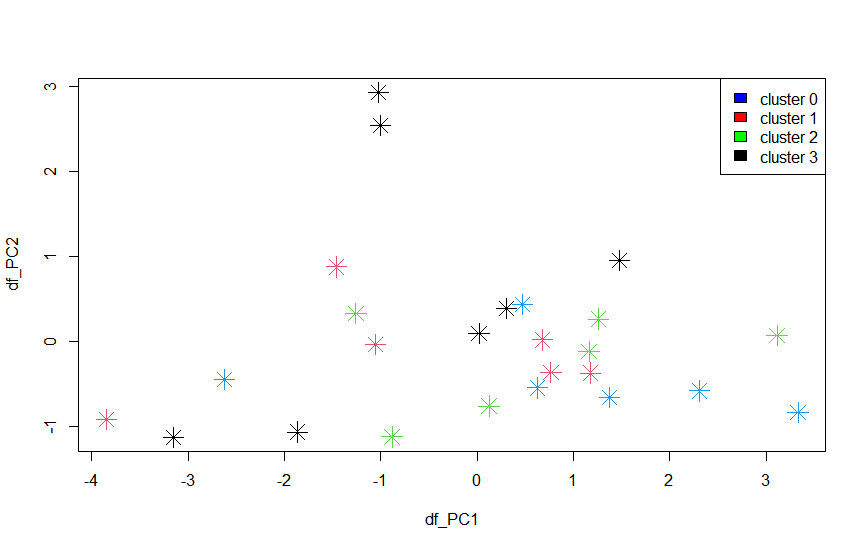 cluster 0
cluster 1
cluster 2
cluster 3
df_PC2
3
2
1
0
-1
-4 -3 -2 -1 0 1 2 3
df_PC1